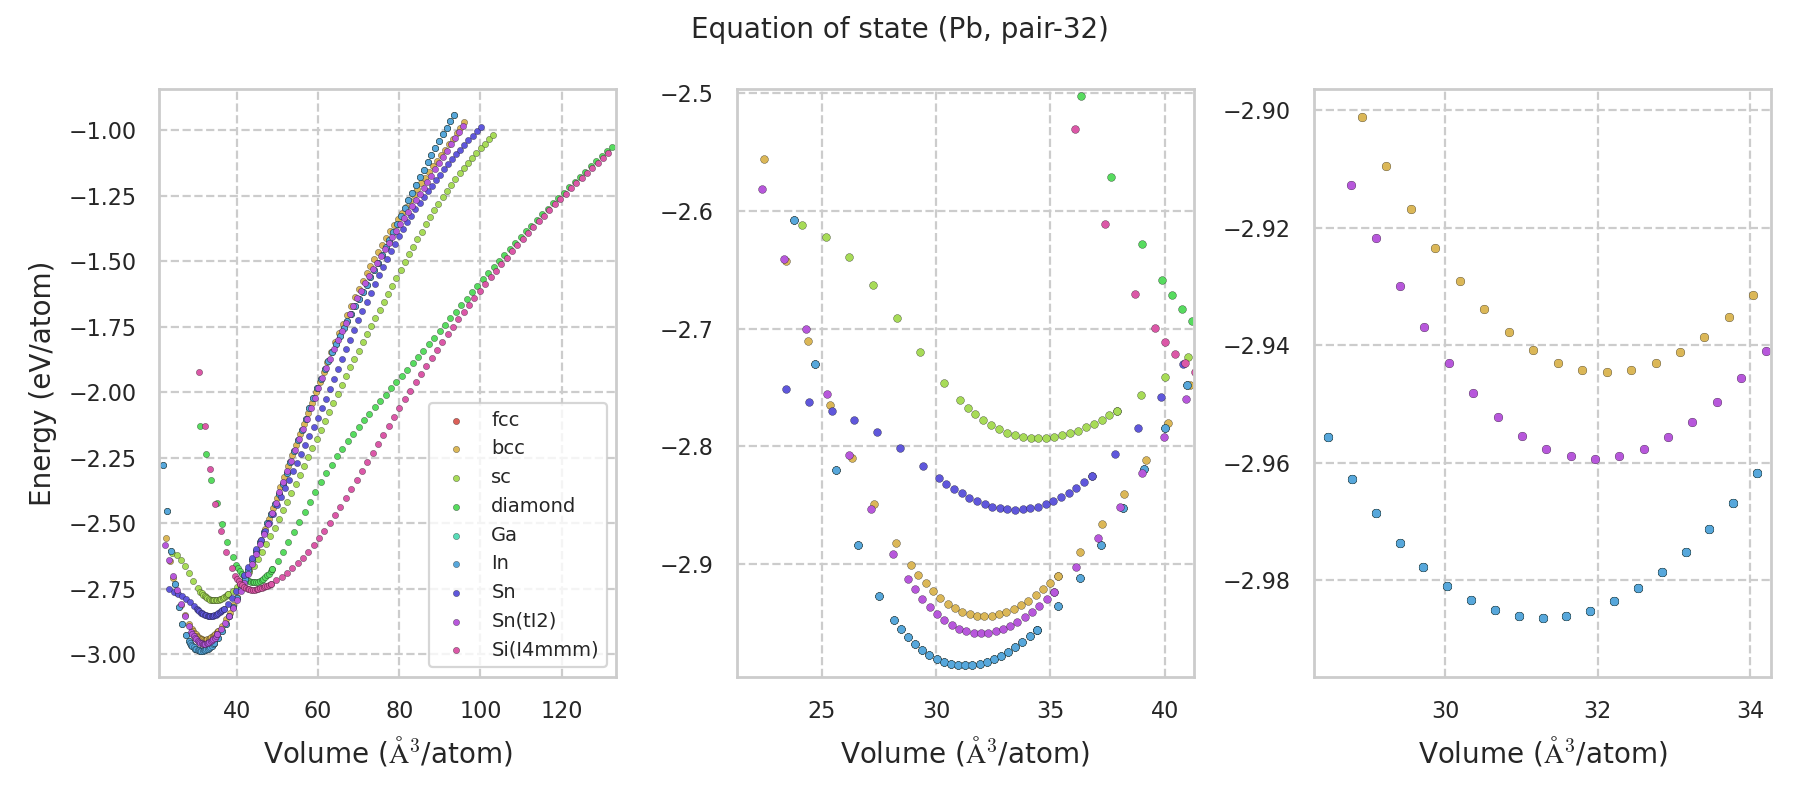 Equation of state (Pb, pair-32)
Energy (eV/atom)
−1.00
−1.25
−1.50
−1.75
−2.00
−2.25
−2.50
−2.75
−3.00
40 60 80 100 120
Volume (Å³/atom)
fcc
bcc
sc
diamond
Ga
In
Sn
Sn(tI2)
Si(I4mmm)
−2.5
−2.6
−2.7
−2.8
−2.9
25 30 35 40
Volume (Å³/atom)
−2.90
−2.92
−2.94
−2.96
−2.98
30 32 34
Volume (Å³/atom)